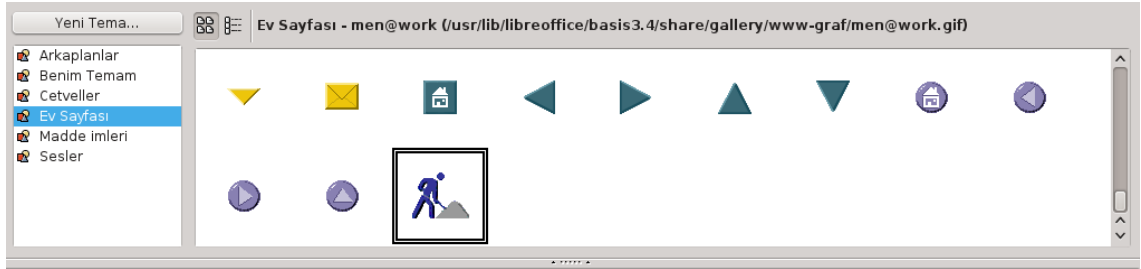 Yeni Tema...
Ev Sayfası - men@work (/usr/lib/libreoffice/basis3.4/share/gallery/www-graf/men@work.gif)
Arkaplanlar
Benim Temam
Cetveller
Ev Sayfası
Madde imleri
Sesler